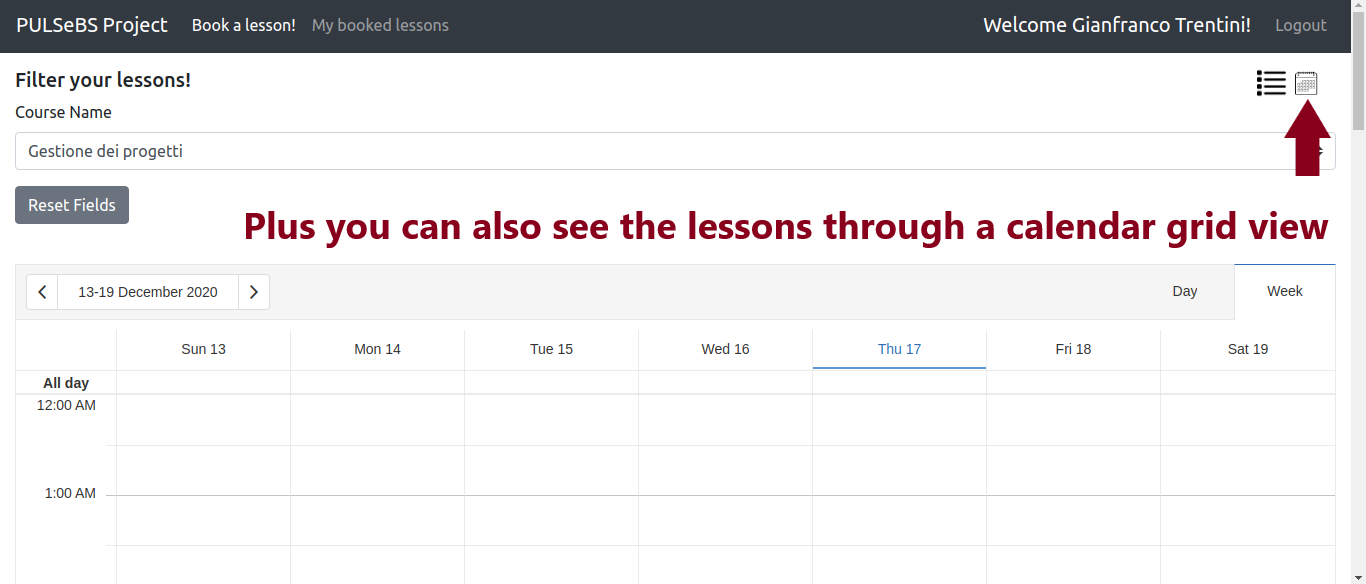 PULSeBS Project Book a lesson! My booked lessons Welcome Gianfranco Trentini! Logout
Filter your lessons!
Course Name
Gestione dei progetti
Reset Fields
Plus you can also see the lessons through a calendar grid view
13-19 December 2020 Day Week
Sun 13 Mon 14 Tue 15 Wed 16 Thu 17 Fri 18 Sat 19
All day
12:00 AM
1:00 AM